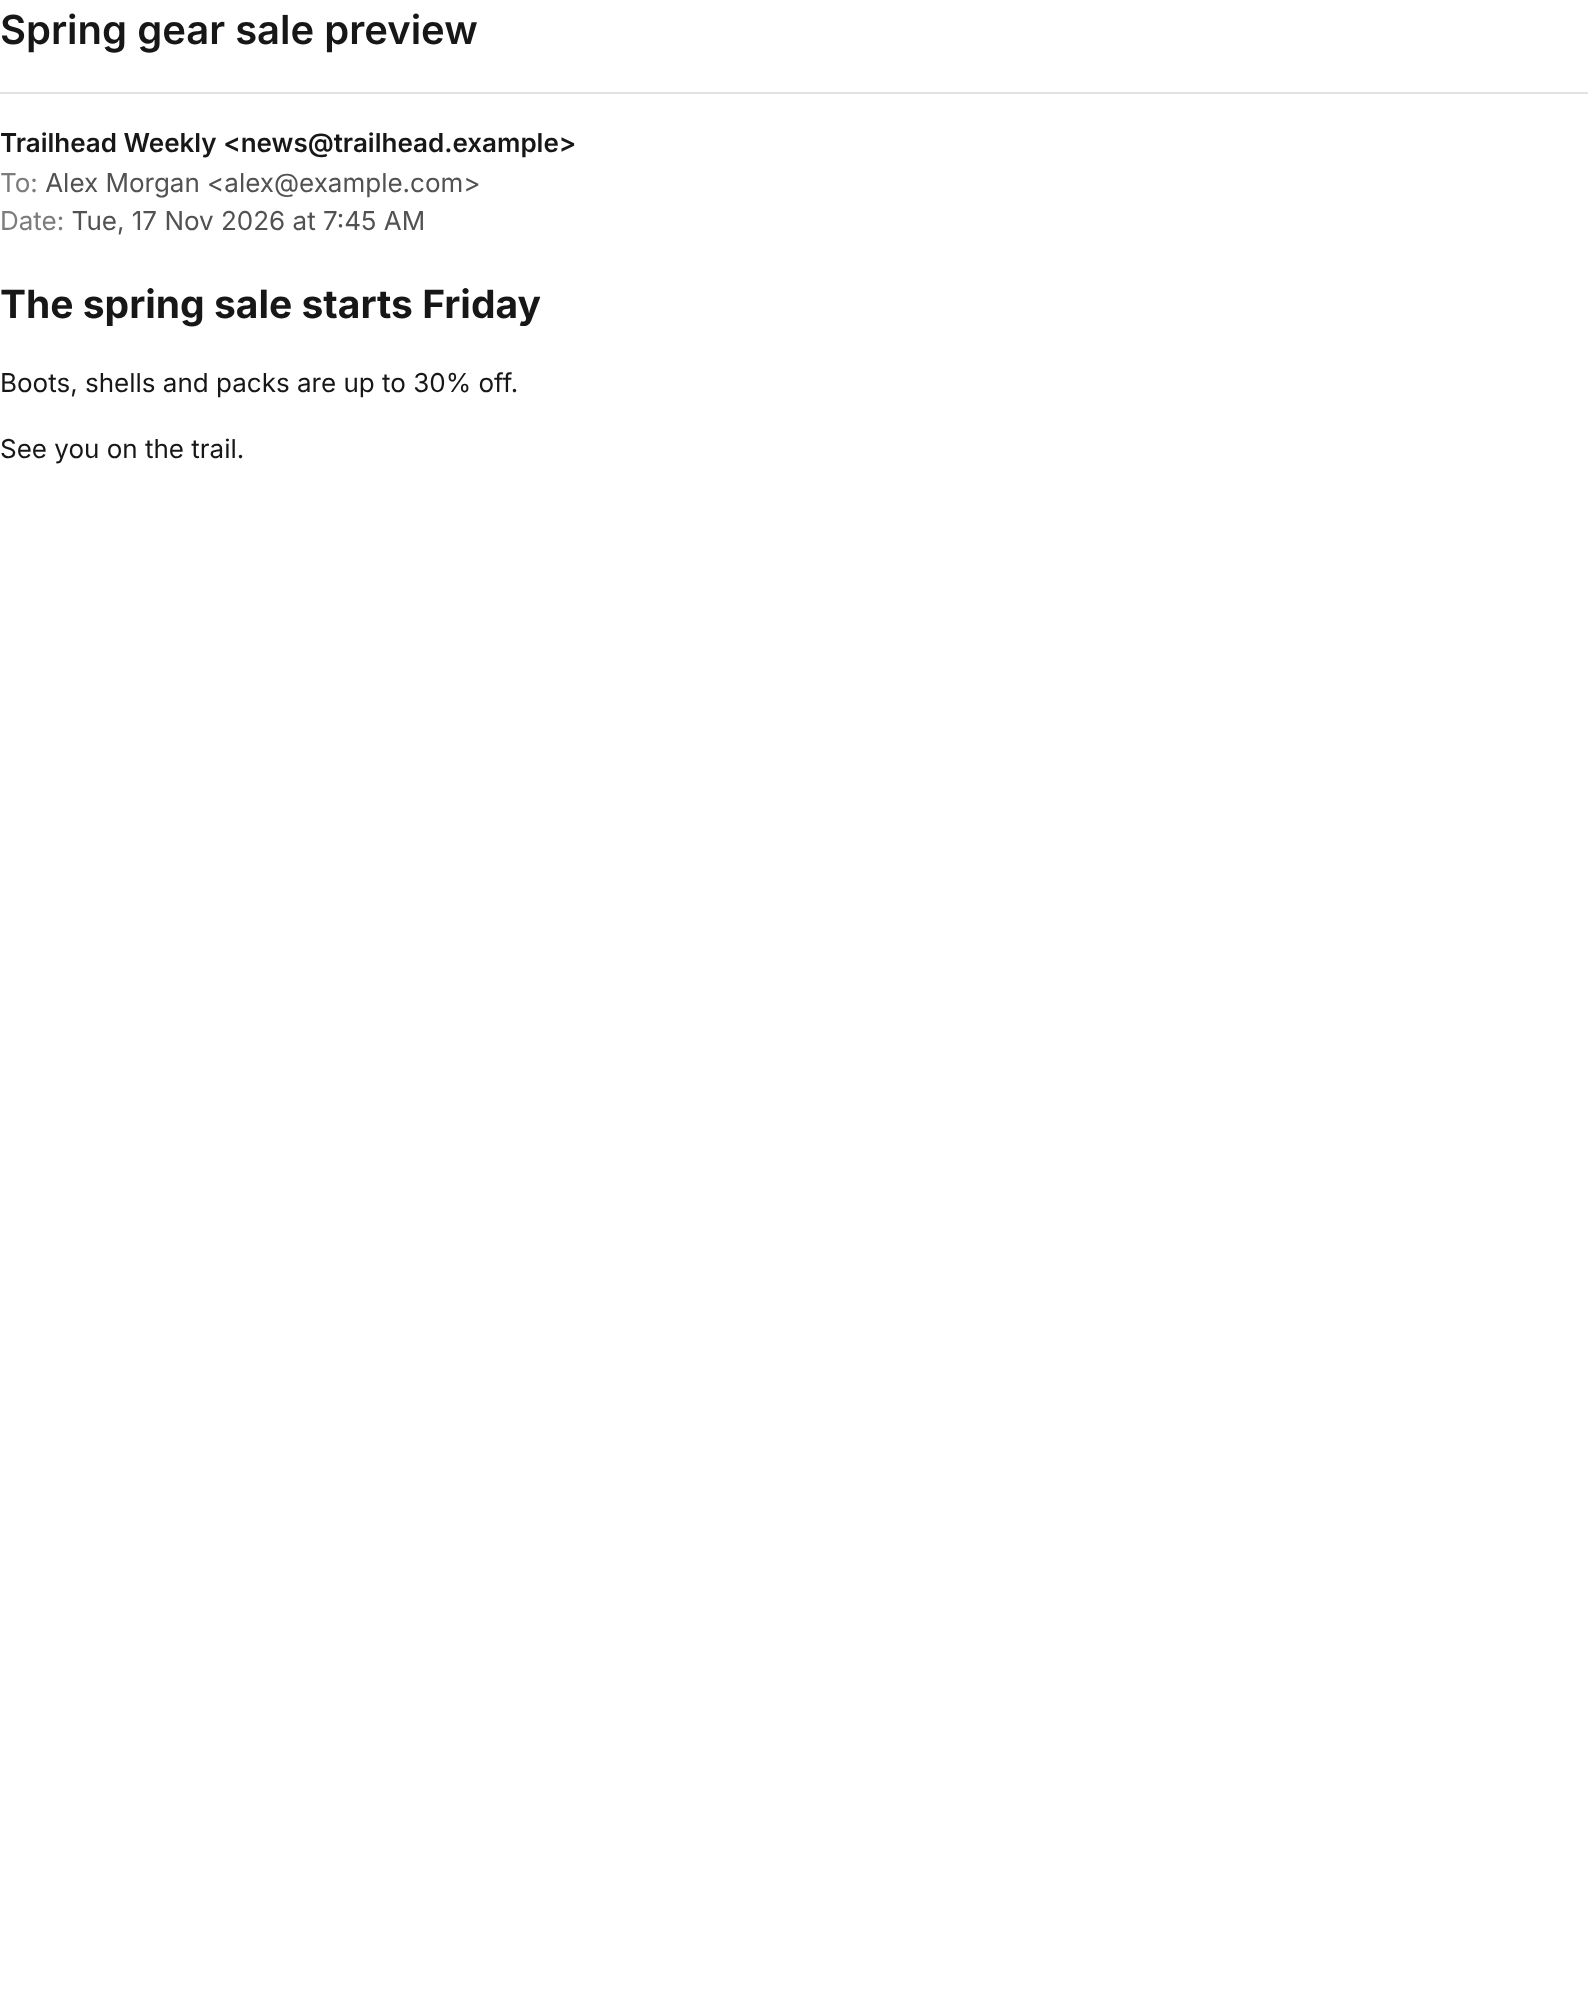 Spring gear sale preview
Trailhead Weekly <news@trailhead.example>
To: Alex Morgan <alex@example.com>
Date: Tue, 17 Nov 2026 at 7:45 AM
The spring sale starts Friday
Boots, shells and packs are up to 30% off.
See you on the trail.